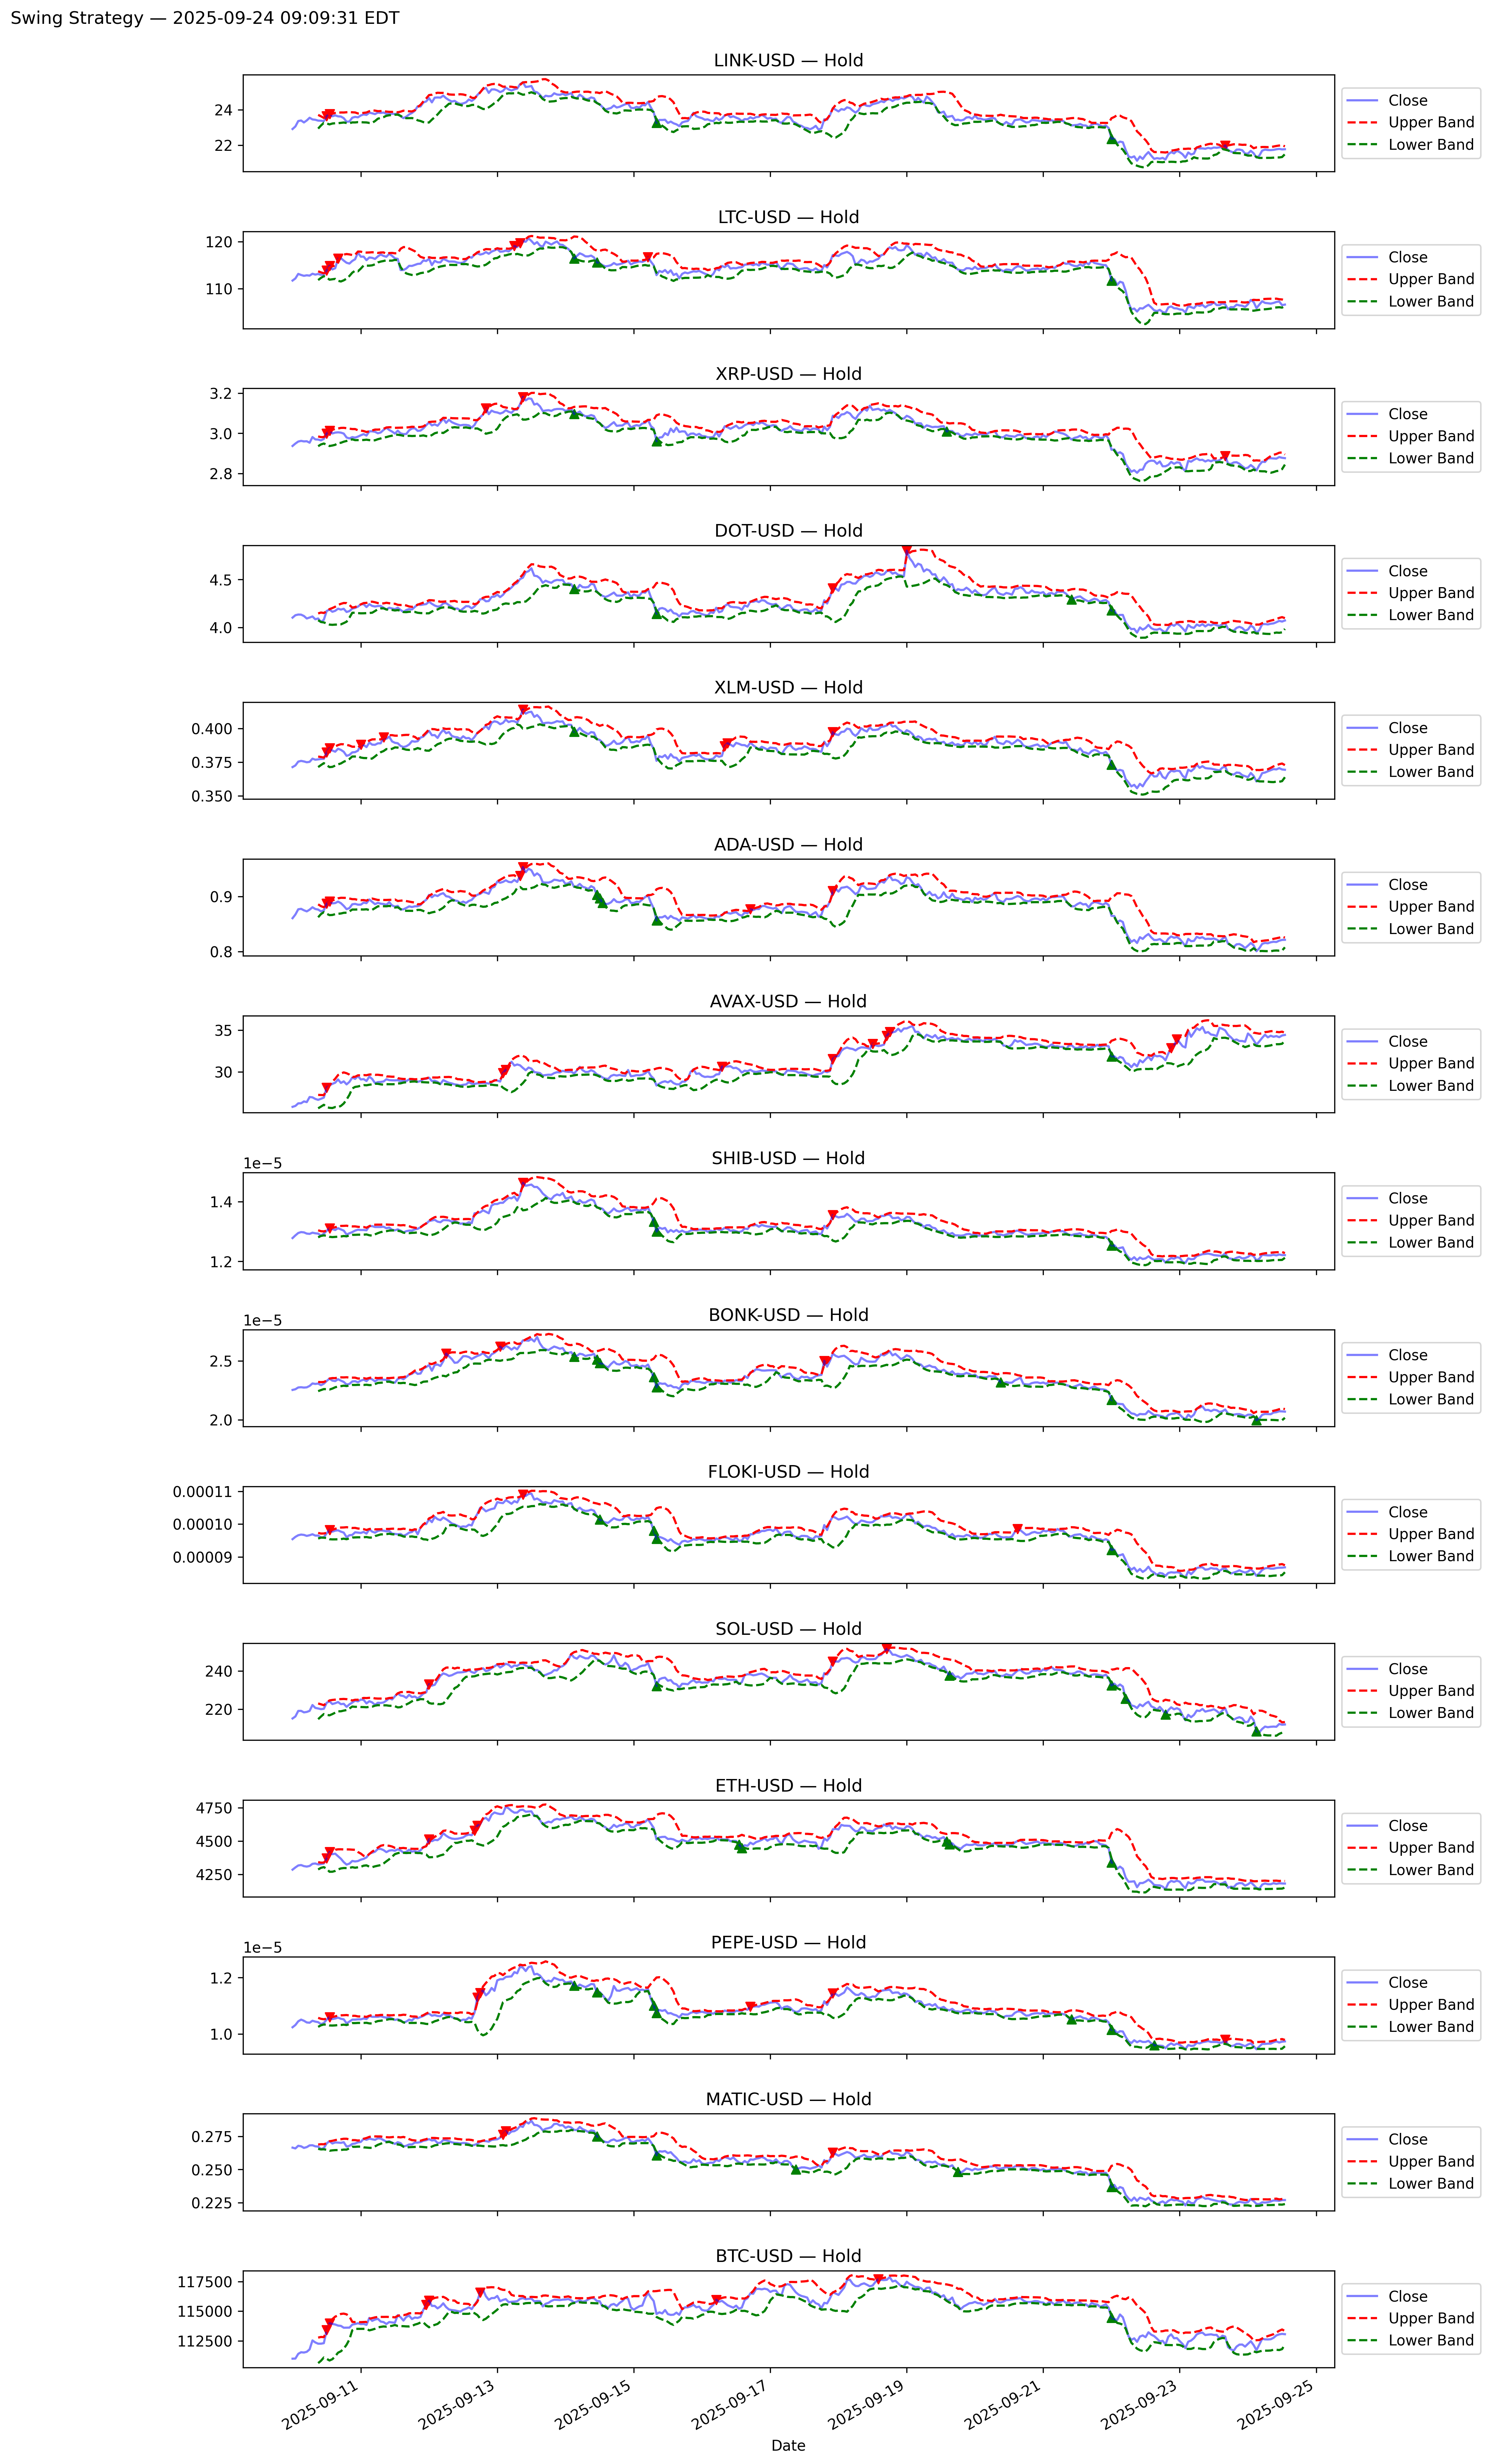 Swing Strategy — 2025-09-24 09:09:31 EDT
LINK-USD — Hold
24
22
Close
Upper Band
Lower Band
LTC-USD — Hold
120
110
Close
Upper Band
Lower Band
XRP-USD — Hold
3.2
3.0
2.8
Close
Upper Band
Lower Band
DOT-USD — Hold
4.5
4.0
Close
Upper Band
Lower Band
XLM-USD — Hold
0.400
0.375
0.350
Close
Upper Band
Lower Band
ADA-USD — Hold
0.9
0.8
Close
Upper Band
Lower Band
AVAX-USD — Hold
35
30
Close
Upper Band
Lower Band
SHIB-USD — Hold
1e−5
1.4
1.2
Close
Upper Band
Lower Band
BONK-USD — Hold
1e−5
2.5
2.0
Close
Upper Band
Lower Band
FLOKI-USD — Hold
0.00011
0.00010
0.00009
Close
Upper Band
Lower Band
SOL-USD — Hold
240
220
Close
Upper Band
Lower Band
ETH-USD — Hold
4750
4500
4250
Close
Upper Band
Lower Band
PEPE-USD — Hold
1e−5
1.2
1.0
Close
Upper Band
Lower Band
MATIC-USD — Hold
0.275
0.250
0.225
Close
Upper Band
Lower Band
BTC-USD — Hold
117500
115000
112500
Close
Upper Band
Lower Band
2025-09-11
2025-09-13
2025-09-15
2025-09-17
2025-09-19
2025-09-21
2025-09-23
2025-09-25
Date